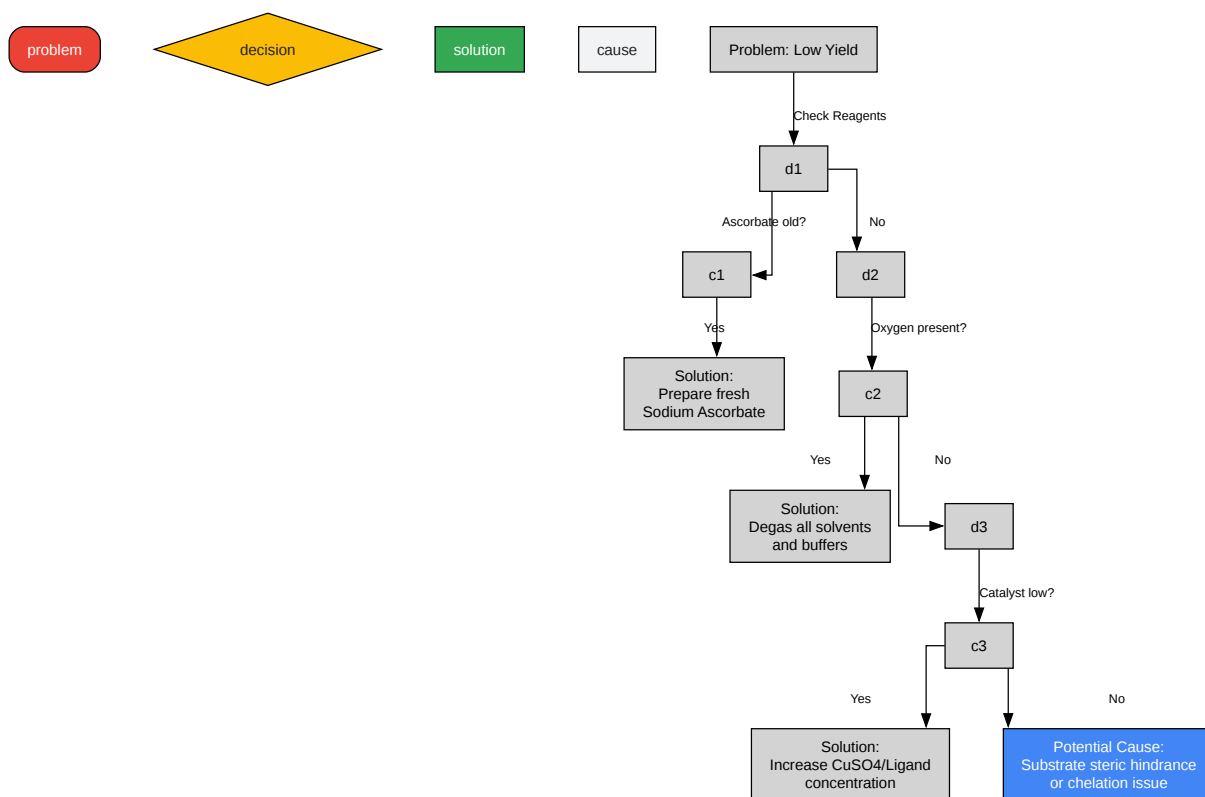 problem
decision
solution
cause
Problem: Low Yield
Check Reagents
d1
Ascorbate old?
No
c1
d2
Yes
Oxygen present?
Solution:
Prepare fresh
Sodium Ascorbate
c2
Yes
No
Solution:
Degas all solvents
and buffers
d3
Catalyst low?
c3
Yes
No
Solution:
Increase CuSO4/Ligand
concentration
Potential Cause:
Substrate steric hindrance
or chelation issue